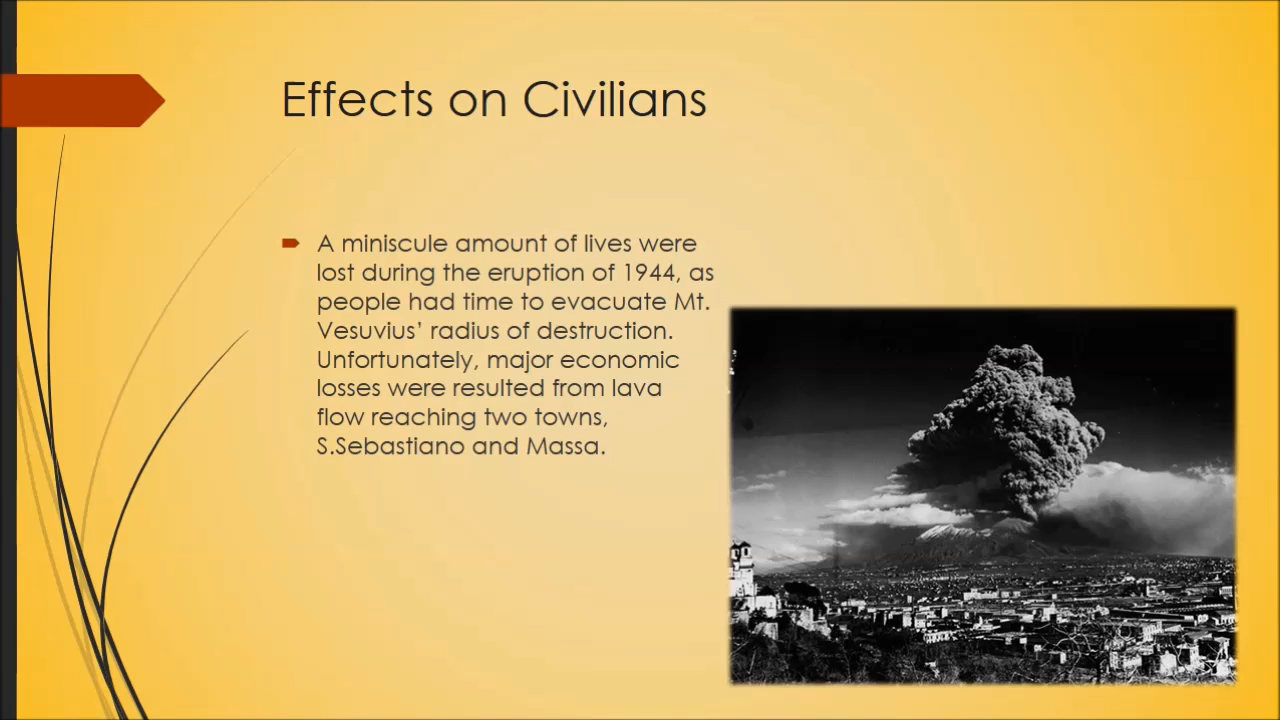 Effects on Civilians
A miniscule amount of lives were
lost during the eruption of 1944, as
people had time to evacuate Mt.
Vesuvius’ radius of destruction.
Unfortunately, major economic
losses were resulted from lava
flow reaching two towns,
S.Sebastiano and Massa.